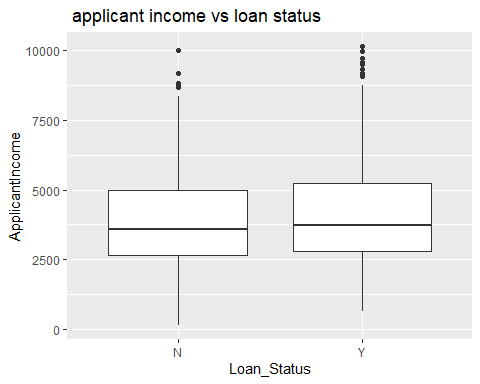 applicant income vs loan status
10000
7500
5000
2500
0
ApplicantIncome
N Y
Loan_Status